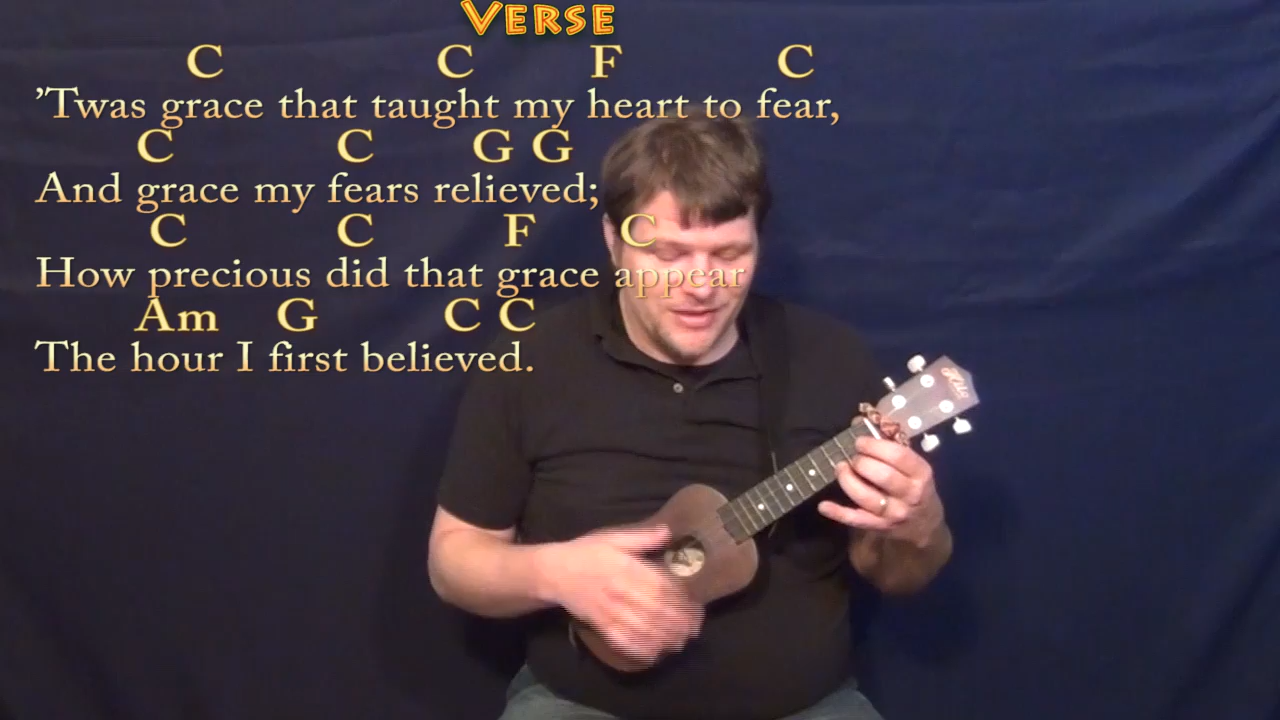 VERSE
C C F C
’Twas grace that taught my heart to fear,
C C G G
And grace my fears relieved;
C C F C
How precious did that grace appear
Am G C C
The hour I first believed.
Hilo